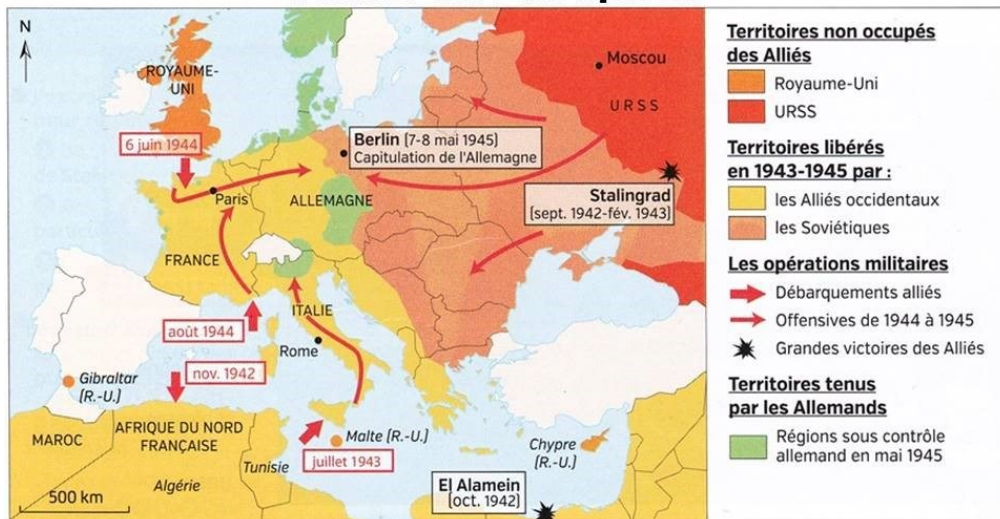 N
ROYAUME-
UNI
6 juin 1944
Moscou
URSS
Berlin (7-8 mai 1945)
Capitulation de l'Allemagne
Paris
ALLEMAGNE
Stalingrad
(sept. 1942-fév. 1943)
FRANCE
ITALIE
août 1944
Rome
nov. 1942
Gibraltar
(R.-U.)
MAROC
AFRIQUE DU NORD
FRANÇAISE
Malte (R.-U.)
Chypre
(R.-U.)
Tunisie
juillet 1943
Algérie
El Alamein
(oct. 1942)
500 km
Territoires non occupés
des Alliés
Royaume-Uni
URSS
Territoires libérés
en 1943-1945 par :
les Alliés occidentaux
les Soviétiques
Les opérations militaires
Débarquements alliés
Offensives de 1944 à 1945
Grandes victoires des Alliés
Territoires tenus
par les Allemands
Régions sous contrôle
allemand en mai 1945